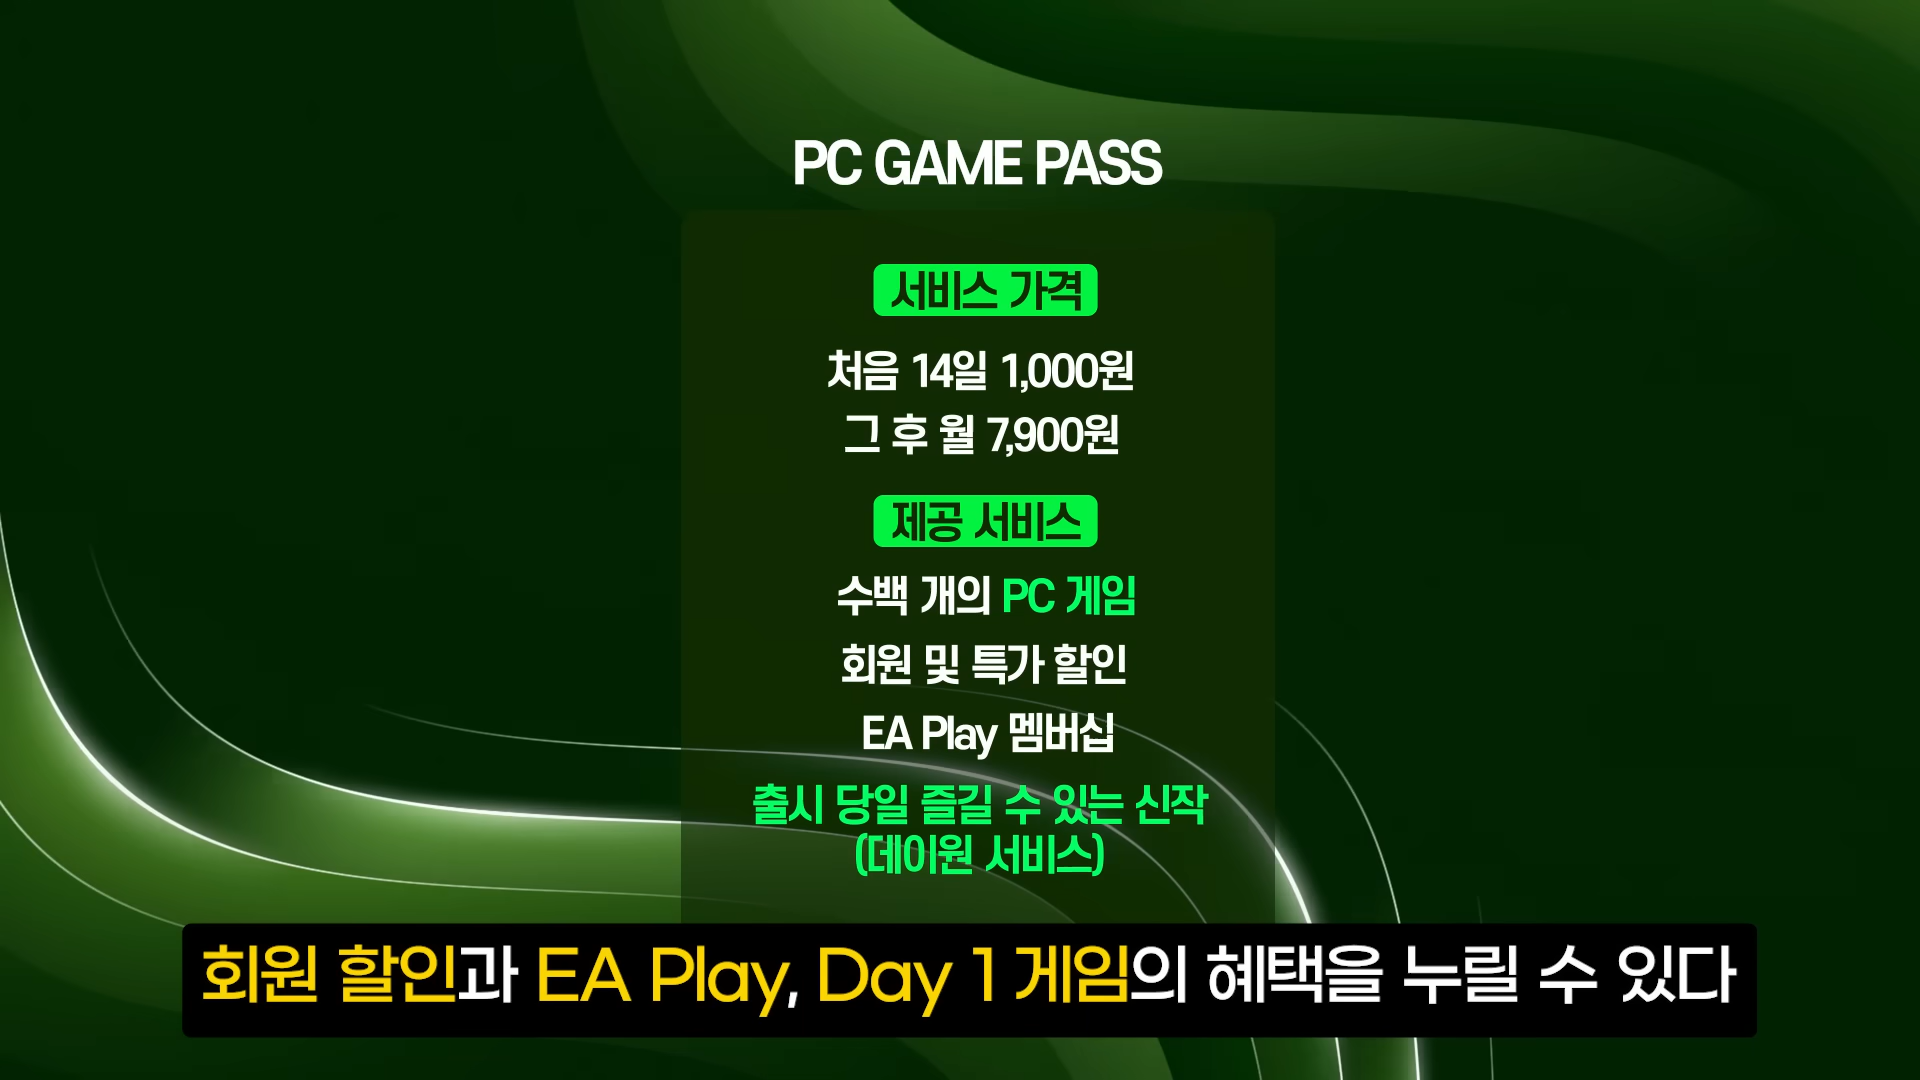 PC GAME PASS
서비스 가격
처음 14일 1,000원
그 후 월 7,900원
제공 서비스
수백 개의 PC 게임
회원 및 특가 할인
EA Play 멤버십
출시 당일 즐길 수 있는 신작
(데이원 서비스)
회원 할인과 EA Play, Day 1 게임의 혜택을 누릴 수 있다